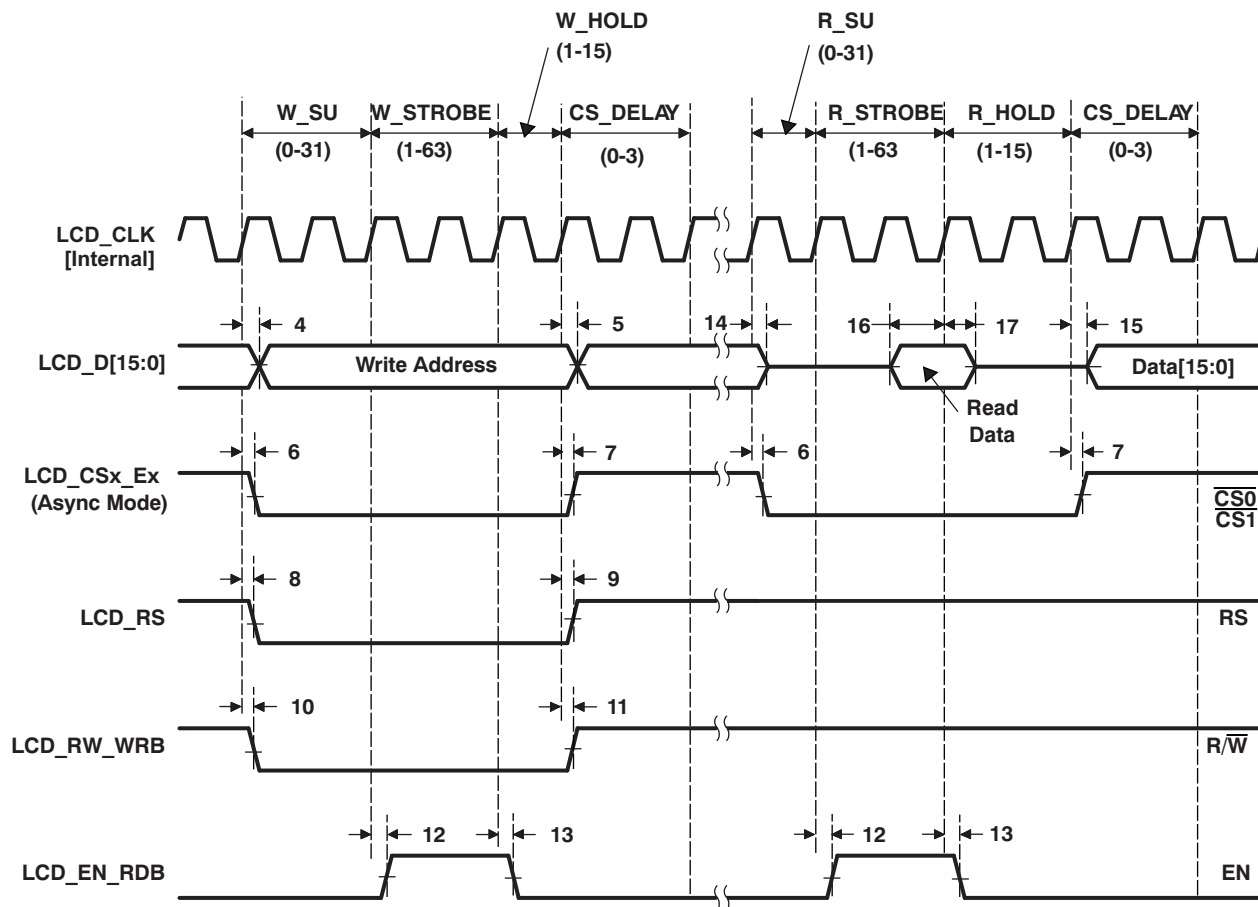 W_HOLD
(1-15)
R_SU
(0-31)
W_SU
(0-31)
W_STROBE
(1-63)
CS_DELAY
(0-3)
R_STROBE
(1-63
R_HOLD
(1-15)
CS_DELAY
(0-3)
LCD_CLK
[Internal]
4
5
14
16
17
15
LCD_D[15:0]
Write Address
Data[15:0]
Read
Data
6
7
6
7
LCD_CSx_Ex
(Async Mode)
CS0
CS1
8
9
LCD_RS
RS
10
11
LCD_RW_WRB
R/W
12
13
12
13
LCD_EN_RDB
EN